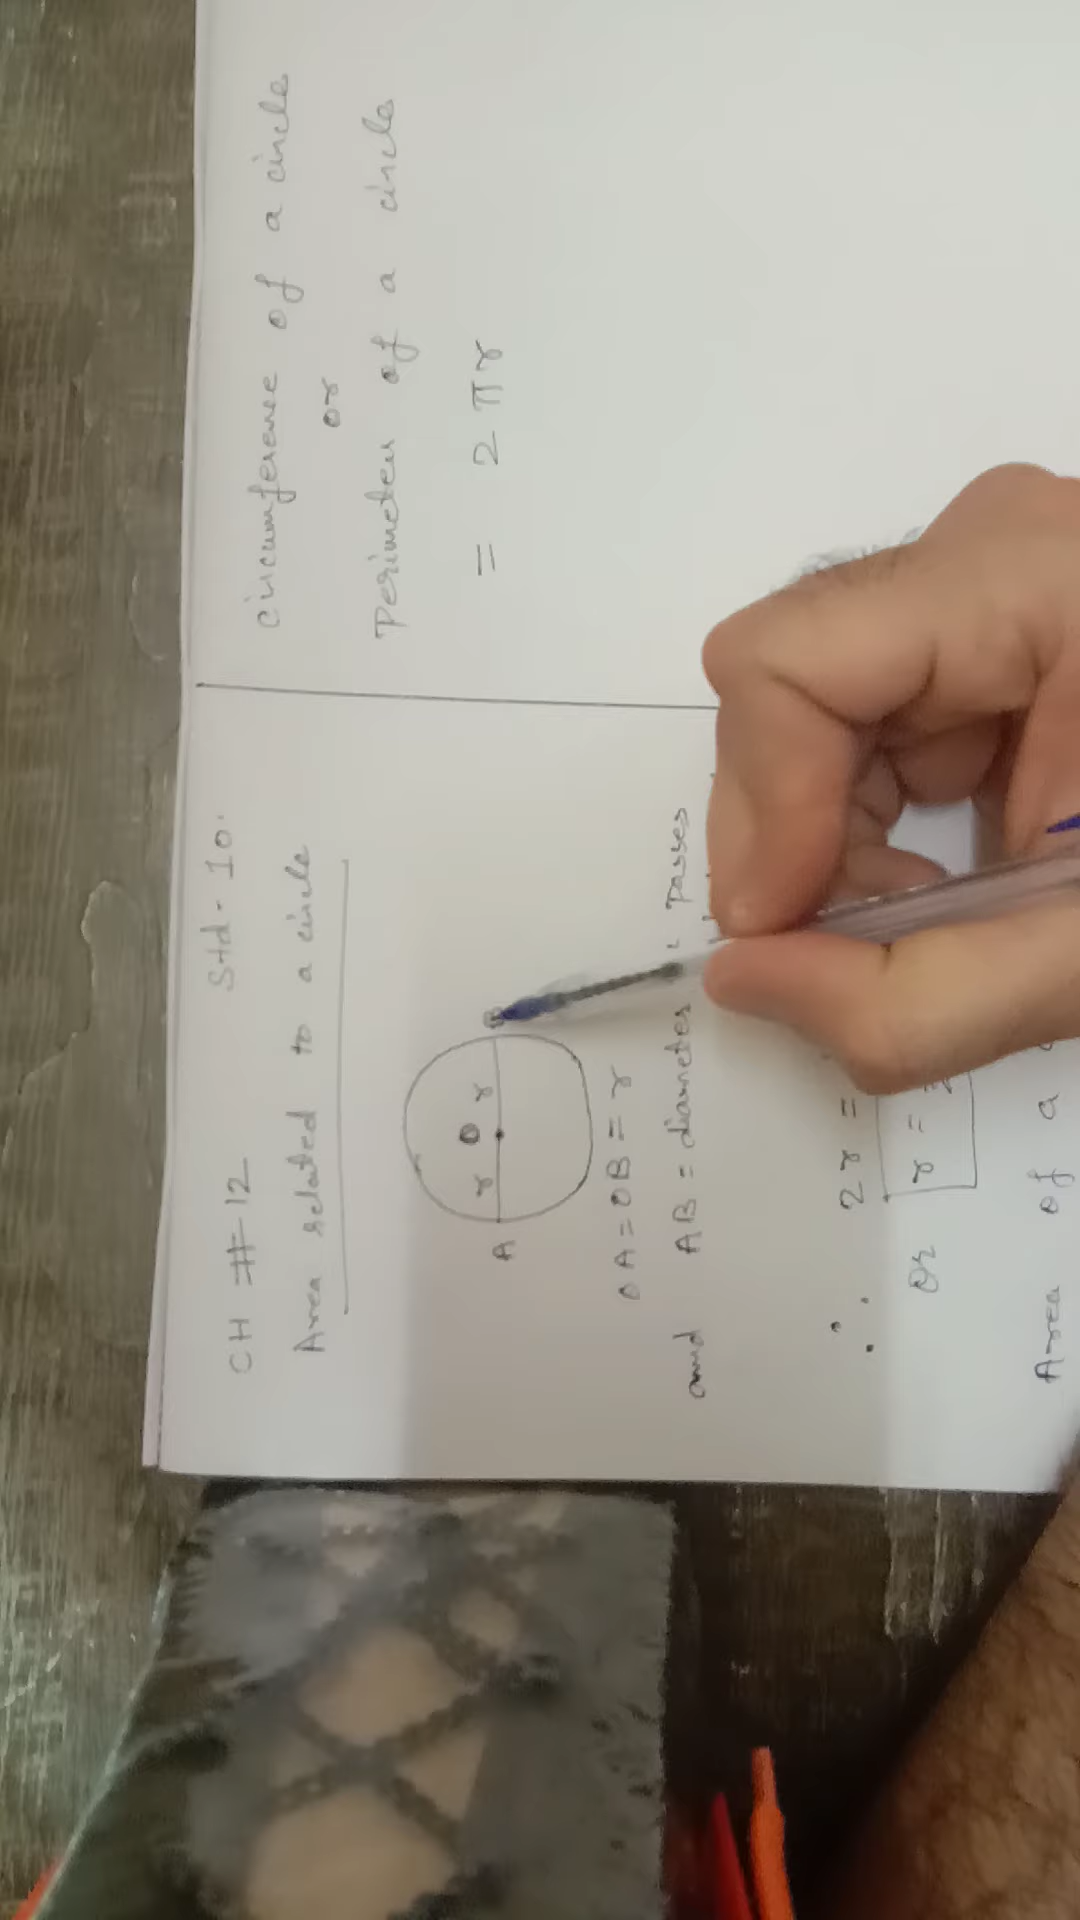 CH # 12 Std - 10.
Area related to a circle
A r O r B
OA = OB = r
and AB = diameter passes
∴ 2r =
or r =
Area of a
circumference of a circle
or
Perimeter of a circle
= 2πr